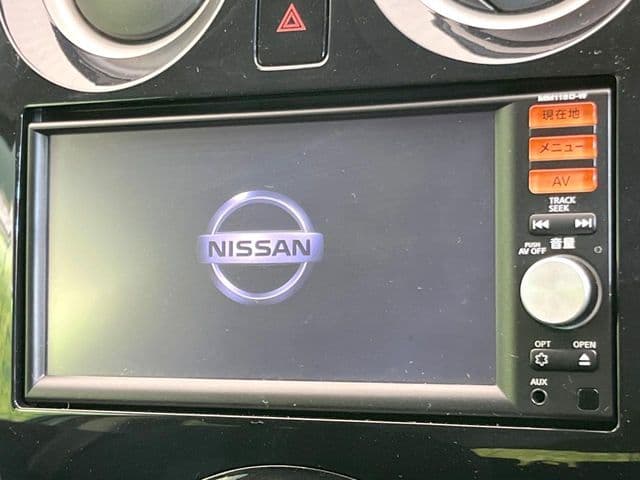 MM113D-W
現在地
メニュー
AV
TRACK
SEEK
音量
PUSH
AV OFF
NISSAN
OPT
OPEN
AUX